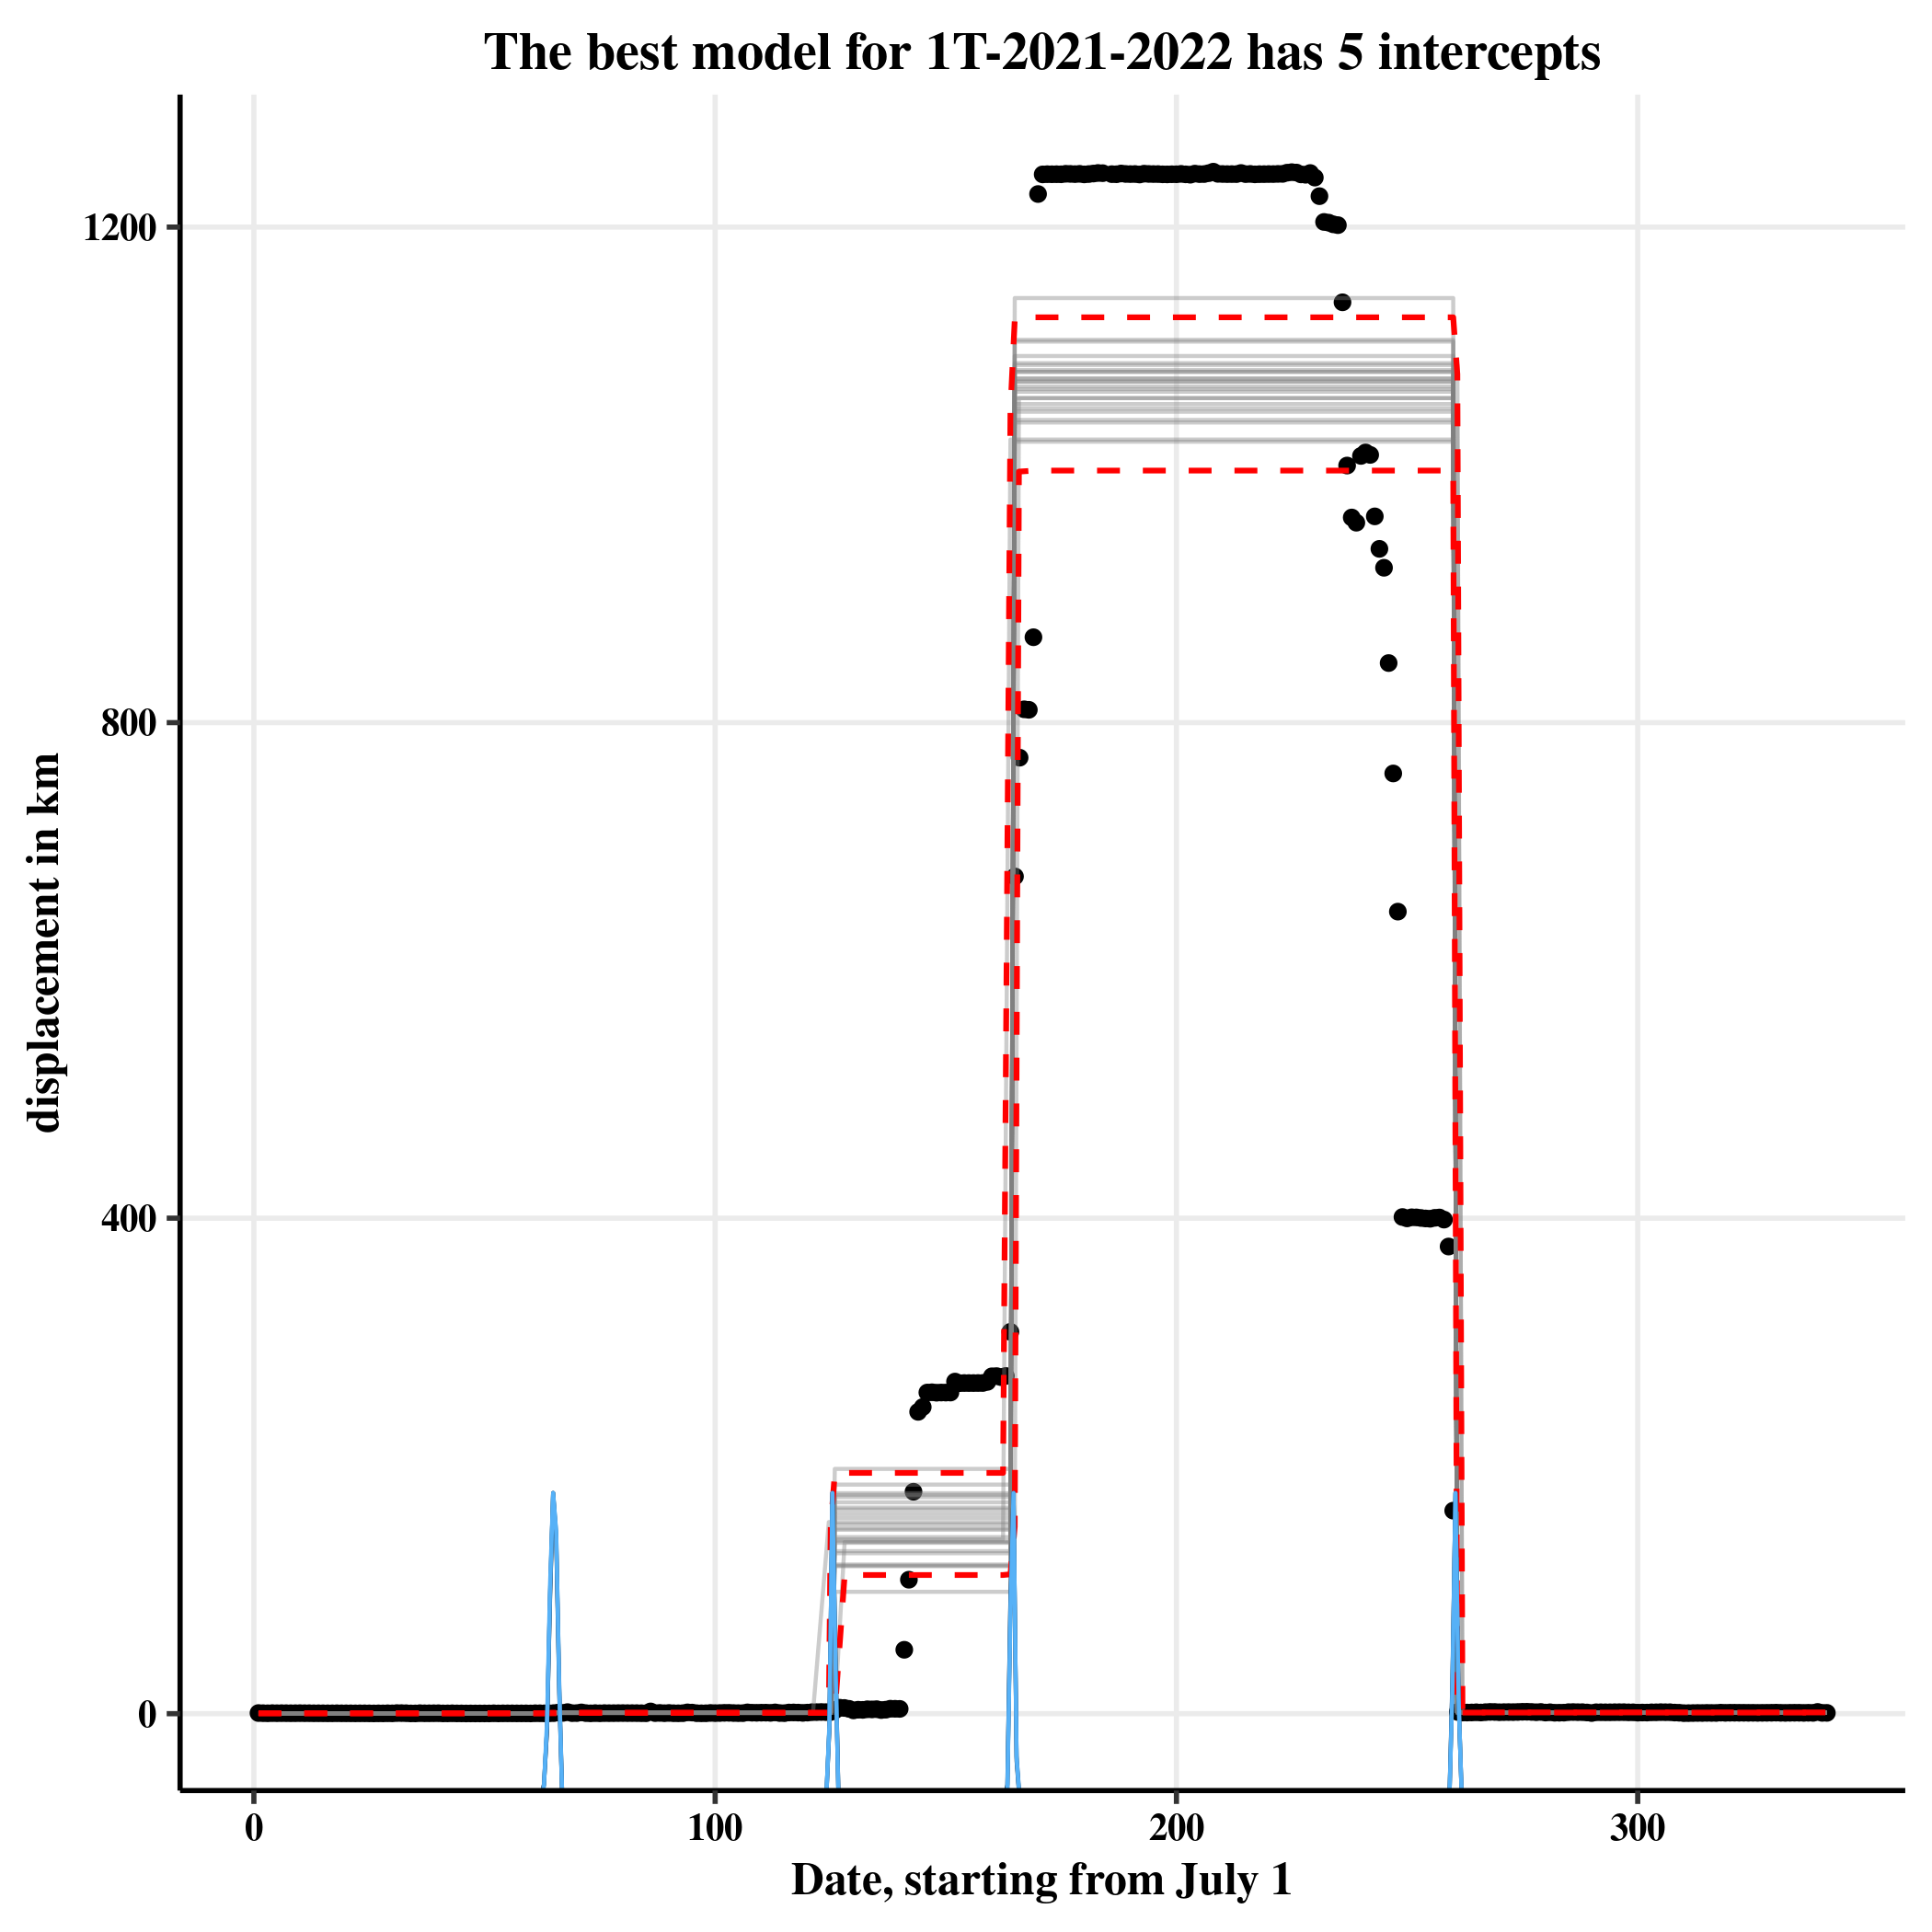 The best model for 1T-2021-2022 has 5 intercepts
1200
800
400
0
displacement in km
0 100 200 300
Date, starting from July 1